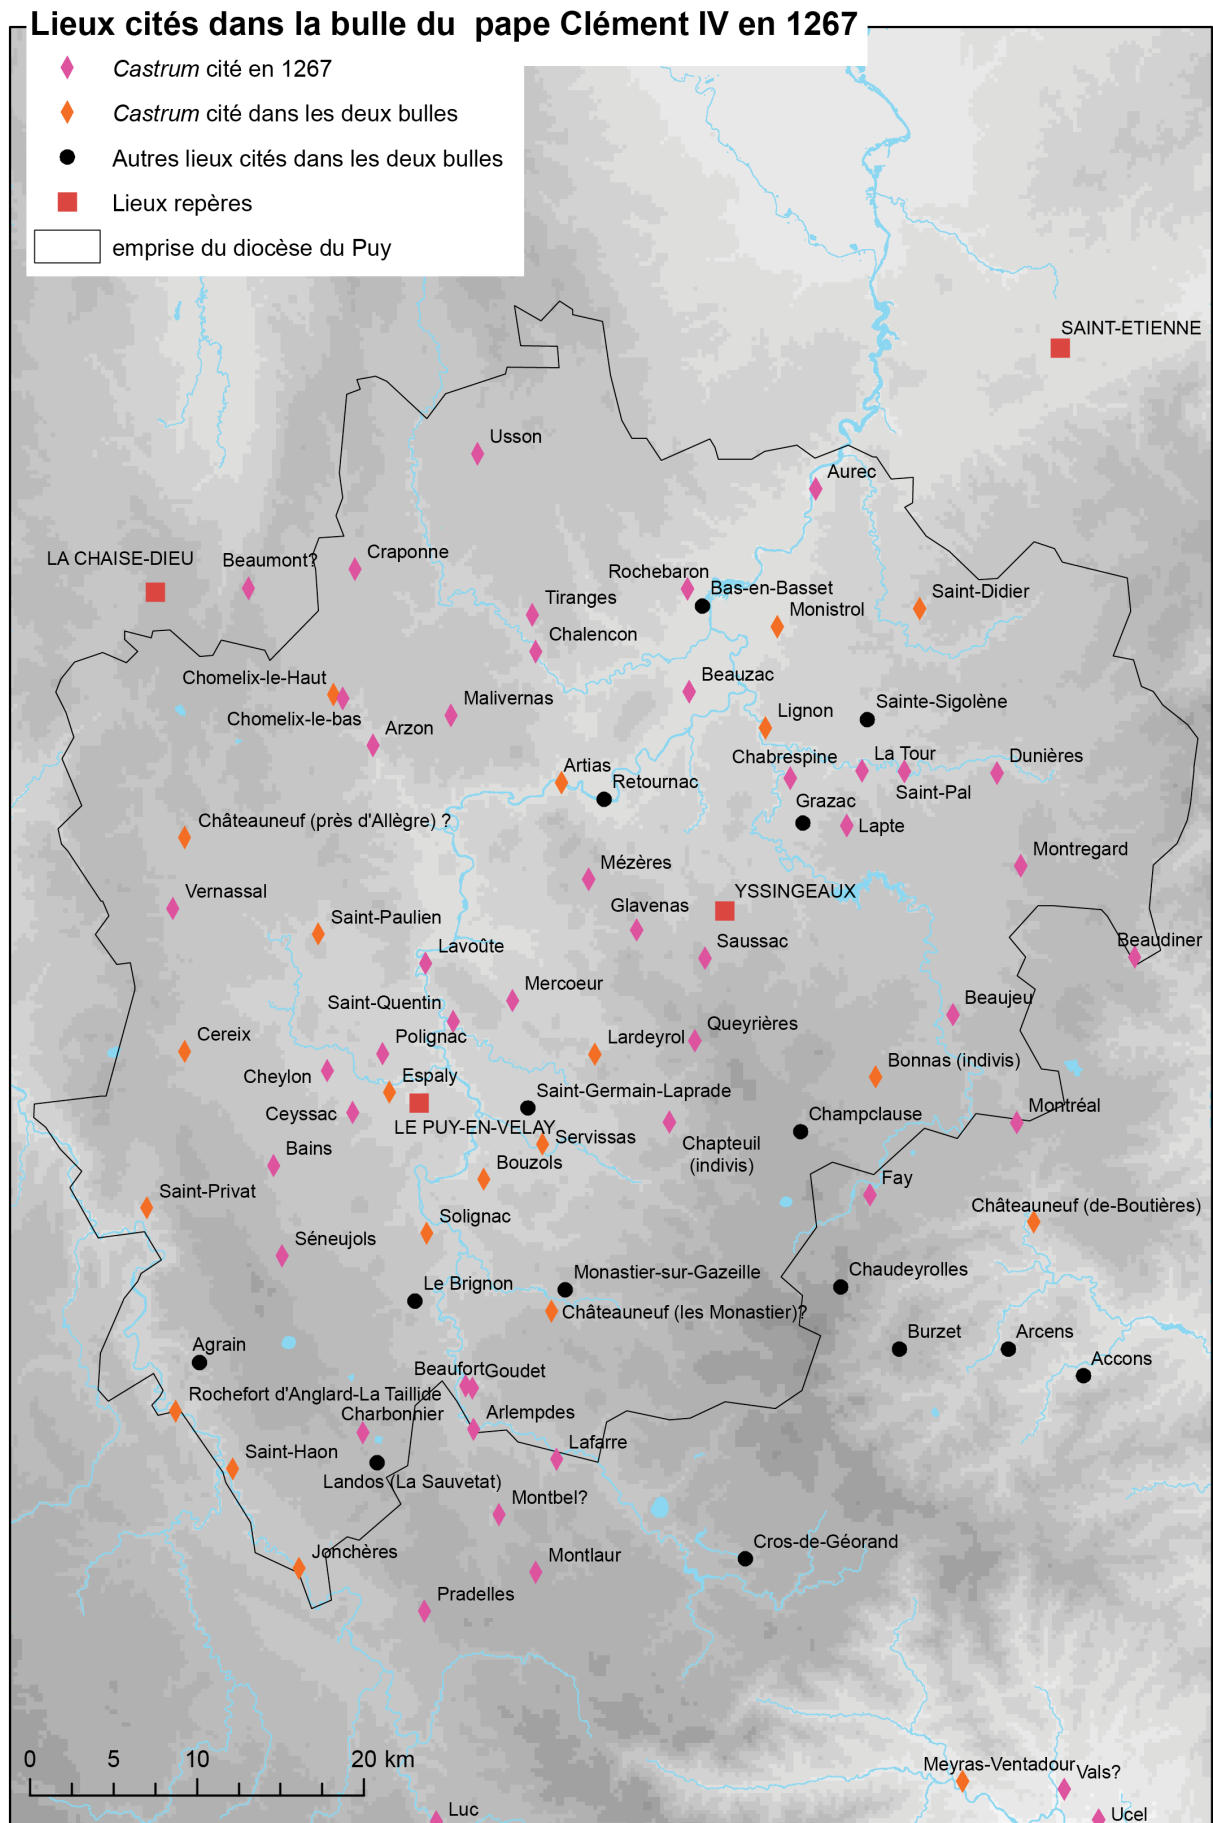 Lieux cités dans la bulle du pape Clément IV en 1267
Castrum cité en 1267
Castrum cité dans les deux bulles
Autres lieux cités dans les deux bulles
Lieux repères
emprise du diocèse du Puy
SAINT-ETIENNE
Usson
Aurec
LA CHAISE-DIEU
Beaumont?
Craponne
Rochebaron
Bas-en-Basset
Saint-Didier
Tiranges
Monistrol
Chalencon
Chomelix-le-Haut
Beauzac
Malivernas
Sainte-Sigolène
Lignon
Chomelix-le-bas
Arzon
Chabrespine
La Tour
Dunières
Artias
Retournac
Saint-Pal
Grazac
Châteauneuf (près d'Allègre) ?
Lapte
Montregard
Mézères
Vernassal
YSSINGEAUX
Glavenas
Saint-Paulien
Saussac
Beaudiner
Lavoûte
Mercoeur
Saint-Quentin
Beaujeu
Cereix
Polignac
Lardeyrol
Queyrières
Bonnas (indivis)
Cheylon
Espaly
Saint-Germain-Laprade
Ceyssac
Champclause
Montréal
LE PUY-EN-VELAY
Servissas
Bains
Chapteuil
(indivis)
Bouzols
Saint-Privat
Fay
Châteauneuf (de-Boutières)
Solignac
Séneujols
Monastier-sur-Gazeille
Chaudeyrolles
Le Brignon
Châteauneuf (les Monastier)?
Agrain
Burzet
Arcens
Accons
Beaufort
Goudet
Rochefort d'Anglard-La Taillide
Charbonnier
Arlempdes
Lafarre
Saint-Haon
Landos (La Sauvetat)
Montbel?
Cros-de-Géorand
Jonchères
Montlaur
Pradelles
0 5 10 20 km
Meyras-Ventadour
Vals?
Luc
Ucel